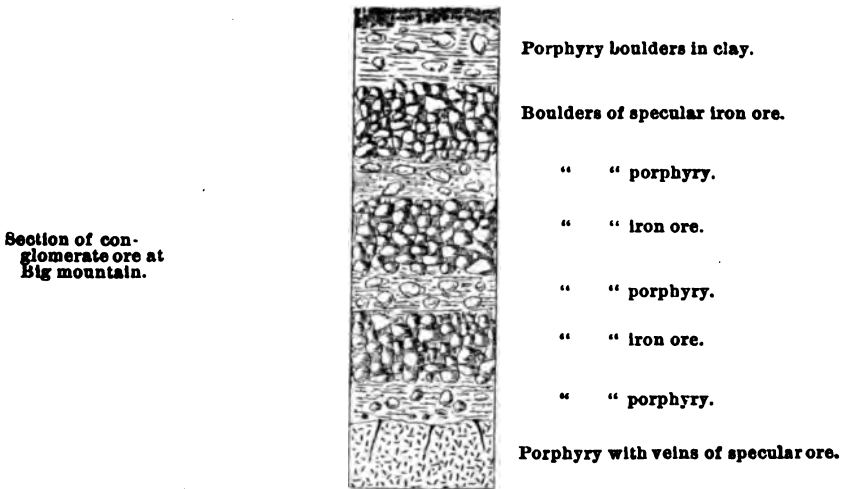 Porphyry boulders in clay.
Boulders of specular iron ore.
“ “ porphyry.
“ “ iron ore.
Section of con-
glomerate ore at
Big mountain.
“ “ porphyry.
“ “ iron ore.
“ “ porphyry.
Porphyry with veins of specular ore.